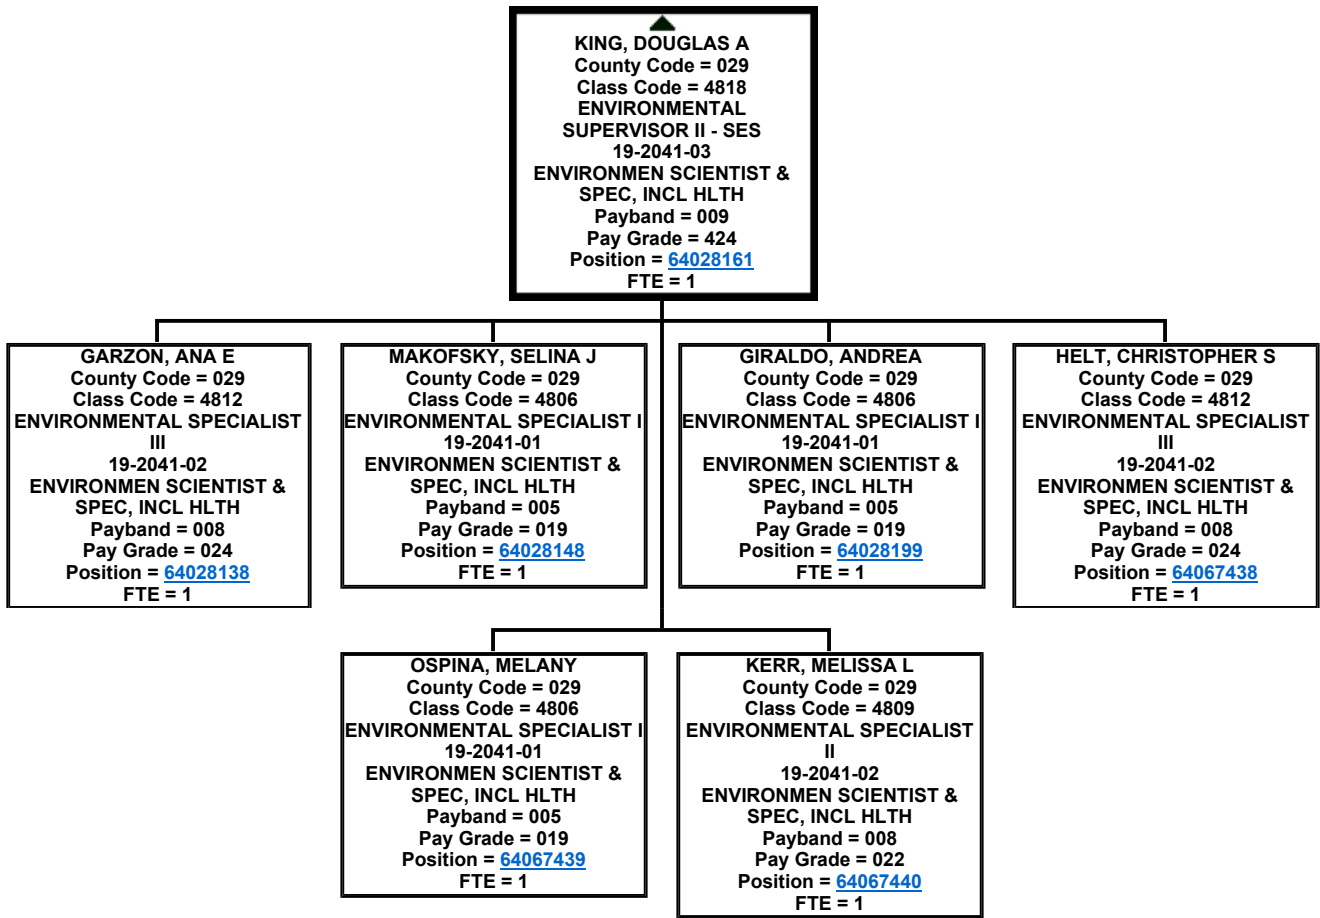 KING, DOUGLAS A
County Code = 029
Class Code = 4818
ENVIRONMENTAL
SUPERVISOR II - SES
19-2041-03
ENVIRONMEN SCIENTIST &
SPEC, INCL HLTH
Payband = 009
Pay Grade = 424
Position = 64028161
FTE = 1
GARZON, ANA E
County Code = 029
Class Code = 4812
ENVIRONMENTAL SPECIALIST
III
19-2041-02
ENVIRONMEN SCIENTIST &
SPEC, INCL HLTH
Payband = 008
Pay Grade = 024
Position = 64028138
FTE = 1
MAKOFSKY, SELINA J
County Code = 029
Class Code = 4806
ENVIRONMENTAL SPECIALIST I
19-2041-01
ENVIRONMEN SCIENTIST &
SPEC, INCL HLTH
Payband = 005
Pay Grade = 019
Position = 64028148
FTE = 1
GIRALDO, ANDREA
County Code = 029
Class Code = 4806
ENVIRONMENTAL SPECIALIST I
19-2041-01
ENVIRONMEN SCIENTIST &
SPEC, INCL HLTH
Payband = 005
Pay Grade = 019
Position = 64028199
FTE = 1
HELT, CHRISTOPHER S
County Code = 029
Class Code = 4812
ENVIRONMENTAL SPECIALIST
III
19-2041-02
ENVIRONMEN SCIENTIST &
SPEC, INCL HLTH
Payband = 008
Pay Grade = 024
Position = 64067438
FTE = 1
OSPINA, MELANY
County Code = 029
Class Code = 4806
ENVIRONMENTAL SPECIALIST I
19-2041-01
ENVIRONMEN SCIENTIST &
SPEC, INCL HLTH
Payband = 005
Pay Grade = 019
Position = 64067439
FTE = 1
KERR, MELISSA L
County Code = 029
Class Code = 4809
ENVIRONMENTAL SPECIALIST
II
19-2041-02
ENVIRONMEN SCIENTIST &
SPEC, INCL HLTH
Payband = 008
Pay Grade = 022
Position = 64067440
FTE = 1